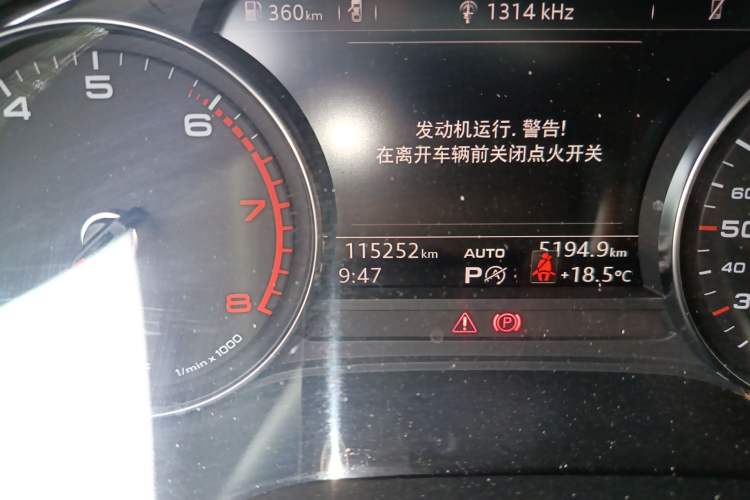 360km
1314 kHz
发动机运行. 警告!
在离开车辆前关闭点火开关
115252km
AUTO
5194.9km
9:47
P
A
+18.5°C
P
4
5
6
7
8
1/min x 1000
60
50
40
3